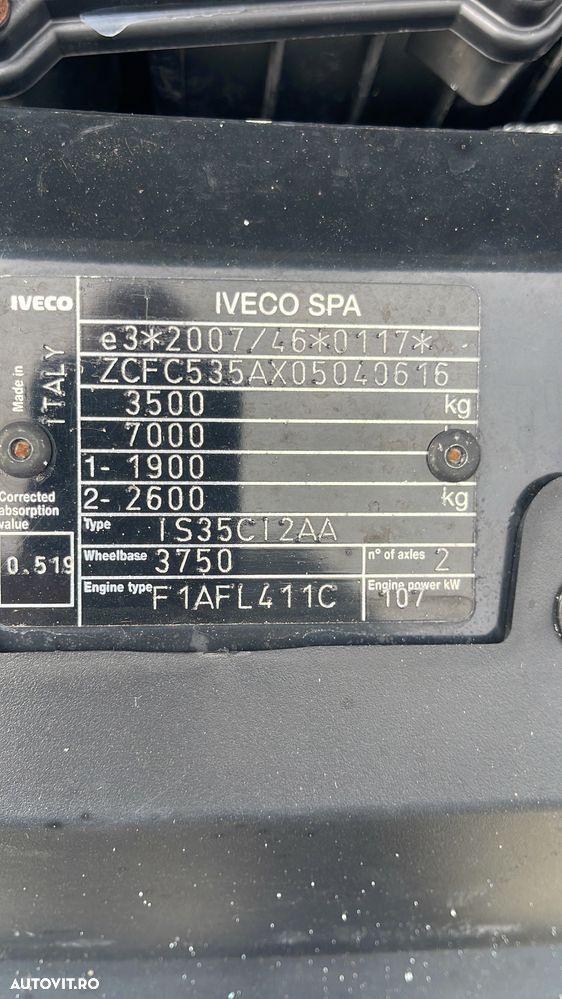 IVECO
IVECO SPA
Made in
ITALY
e3*2007/46*0117*
ZCFC535AX05040616
3500 kg
7000
1- 1900
2- 2600 kg
Corrected
absorption
value
0.519
Type IS35CI2AA
Wheelbase 3750 n° of axles 2
Engine type F1AFL411C Engine power kW 107
AUTOVIT.RO